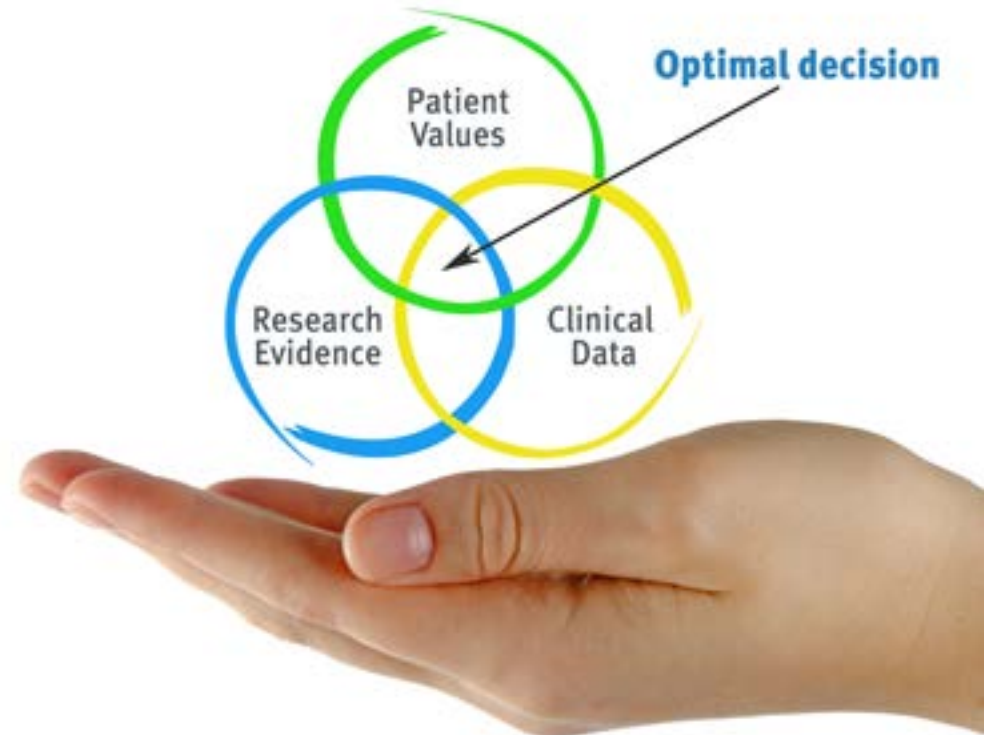 Optimal decision
Patient
Values
Research
Evidence
Clinical
Data